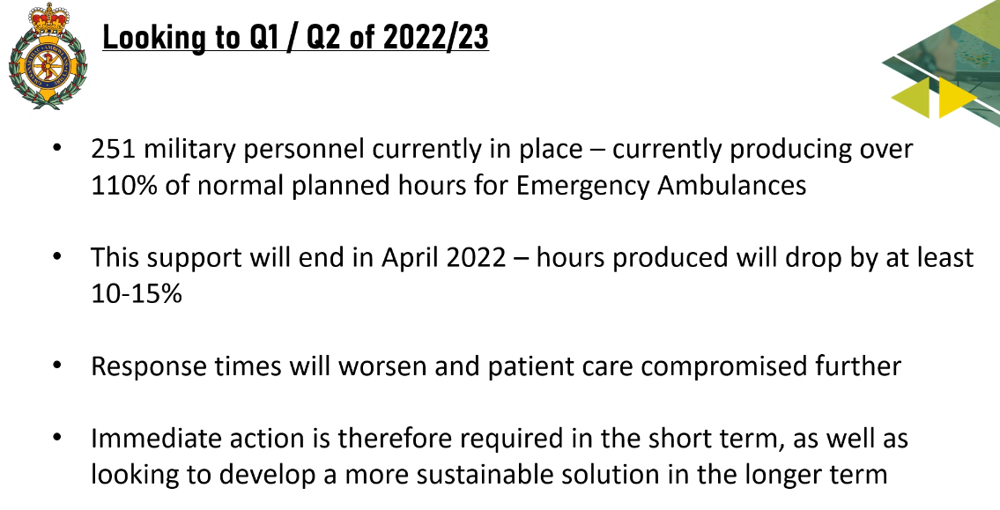 Looking to Q1 / Q2 of 2022/23
• 251 military personnel currently in place – currently producing over
110% of normal planned hours for Emergency Ambulances
• This support will end in April 2022 – hours produced will drop by at least
10-15%
• Response times will worsen and patient care compromised further
• Immediate action is therefore required in the short term, as well as
looking to develop a more sustainable solution in the longer term